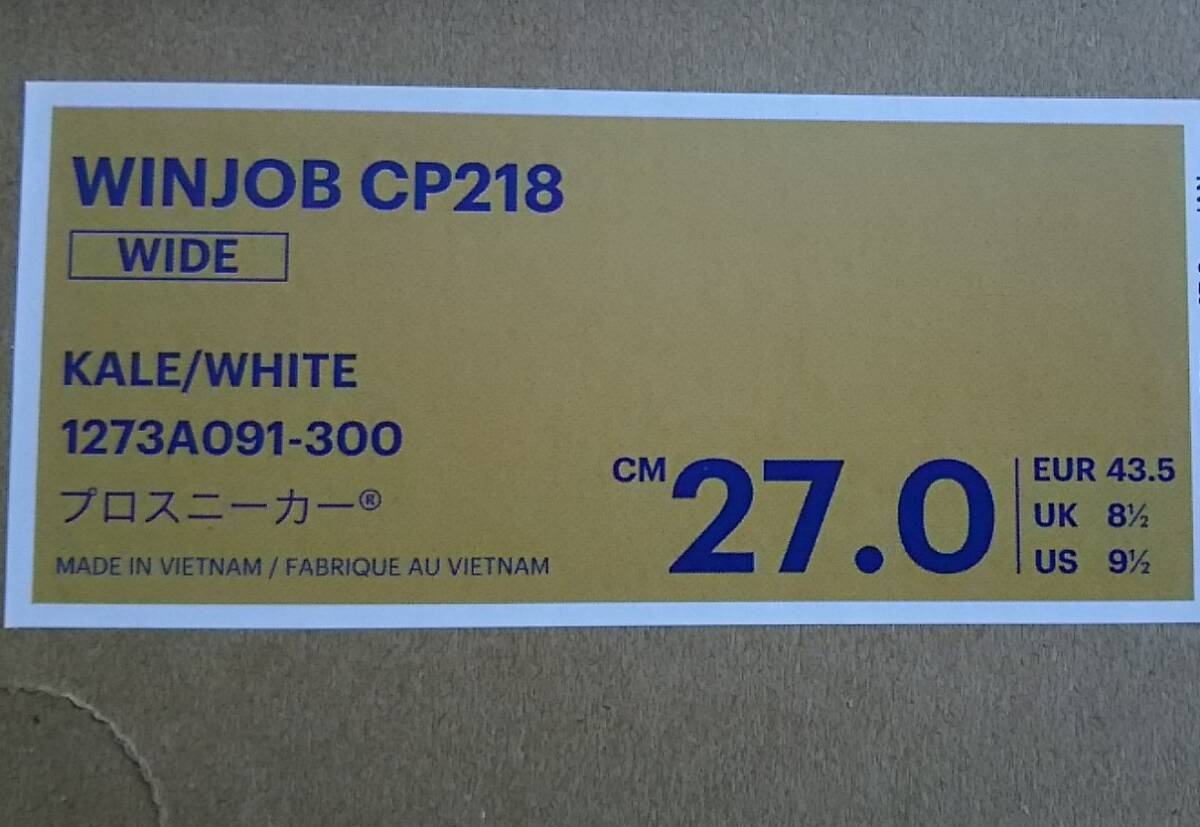 WINJOB CP218
WIDE
KALE/WHITE
1273A091-300
プロスニーカー®
MADE IN VIETNAM / FABRIQUE AU VIETNAM
CM 27.0
EUR 43.5
UK 8½
US 9½